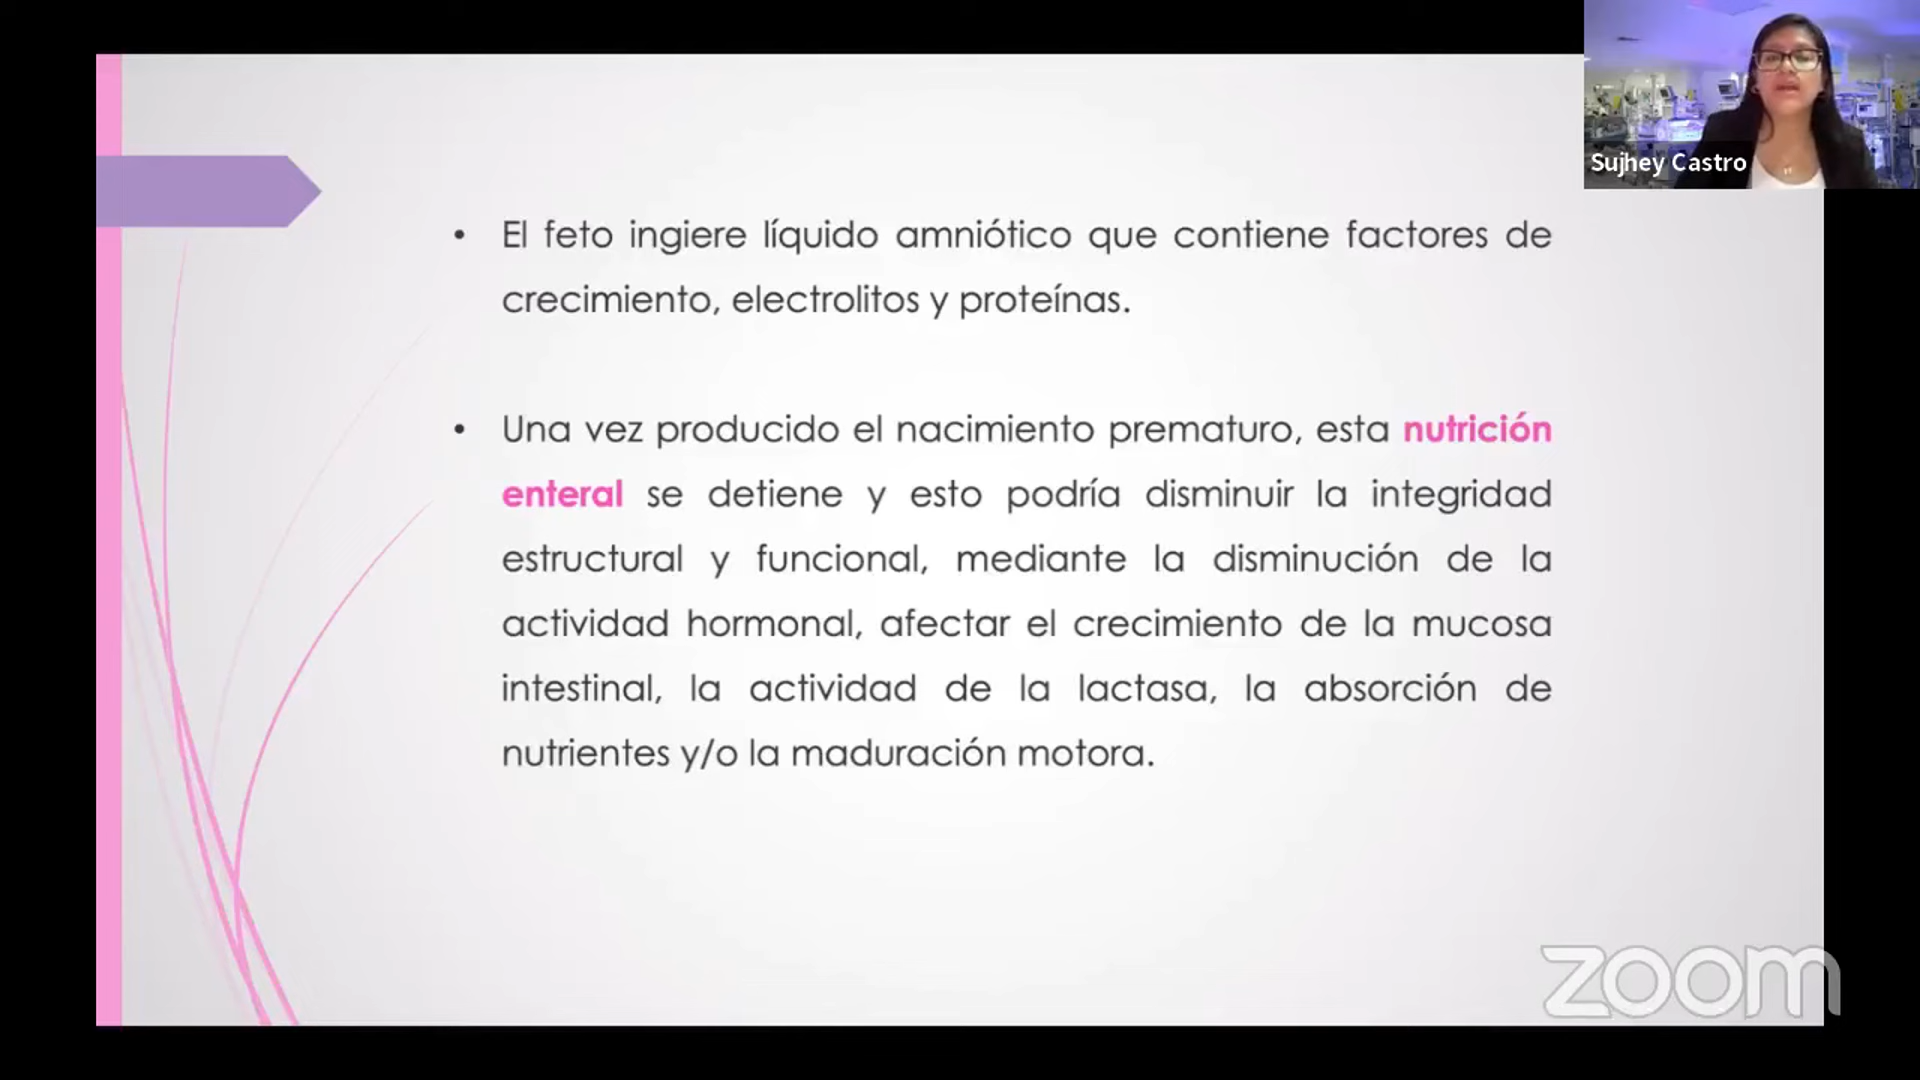 Sujhey Castro
• El feto ingiere líquido amniótico que contiene factores de
crecimiento, electrolitos y proteínas.
• Una vez producido el nacimiento prematuro, esta nutrición
enteral se detiene y esto podría disminuir la integridad
estructural y funcional, mediante la disminución de la
actividad hormonal, afectar el crecimiento de la mucosa
intestinal, la actividad de la lactasa, la absorción de
nutrientes y/o la maduración motora.
zoom